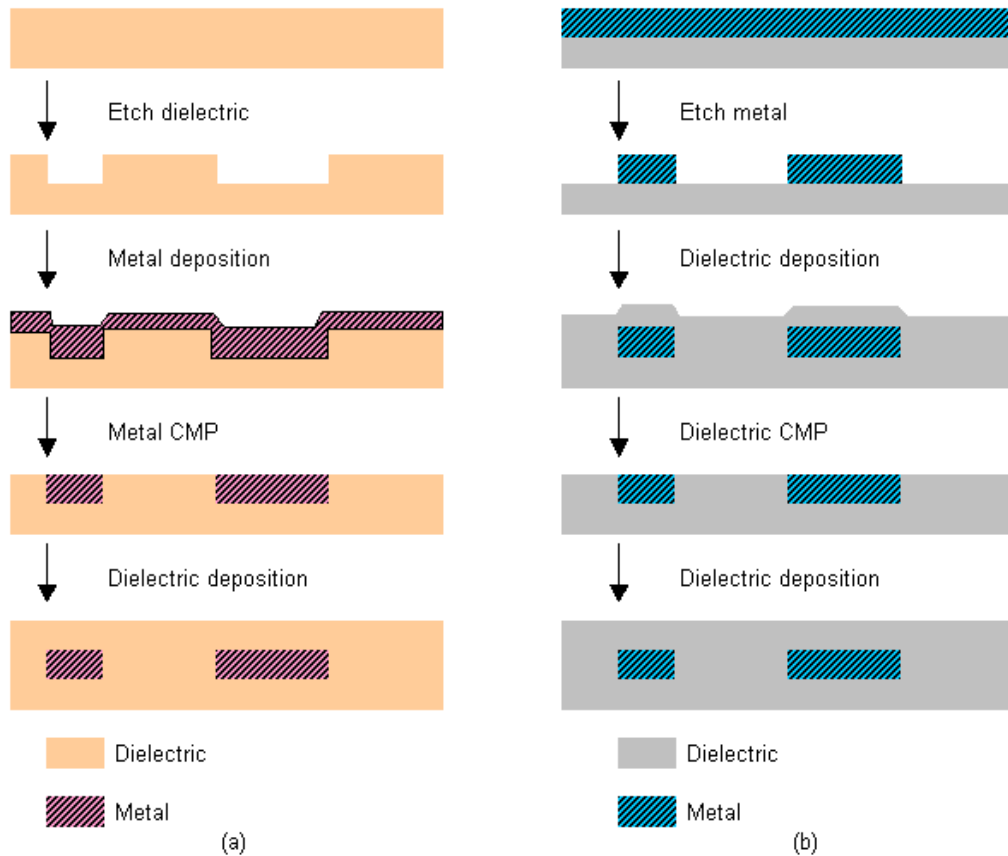 Etch dielectric
Metal deposition
Metal CMP
Dielectric deposition
Dielectric
Metal
(a)
Etch metal
Dielectric deposition
Dielectric CMP
Dielectric deposition
Dielectric
Metal
(b)